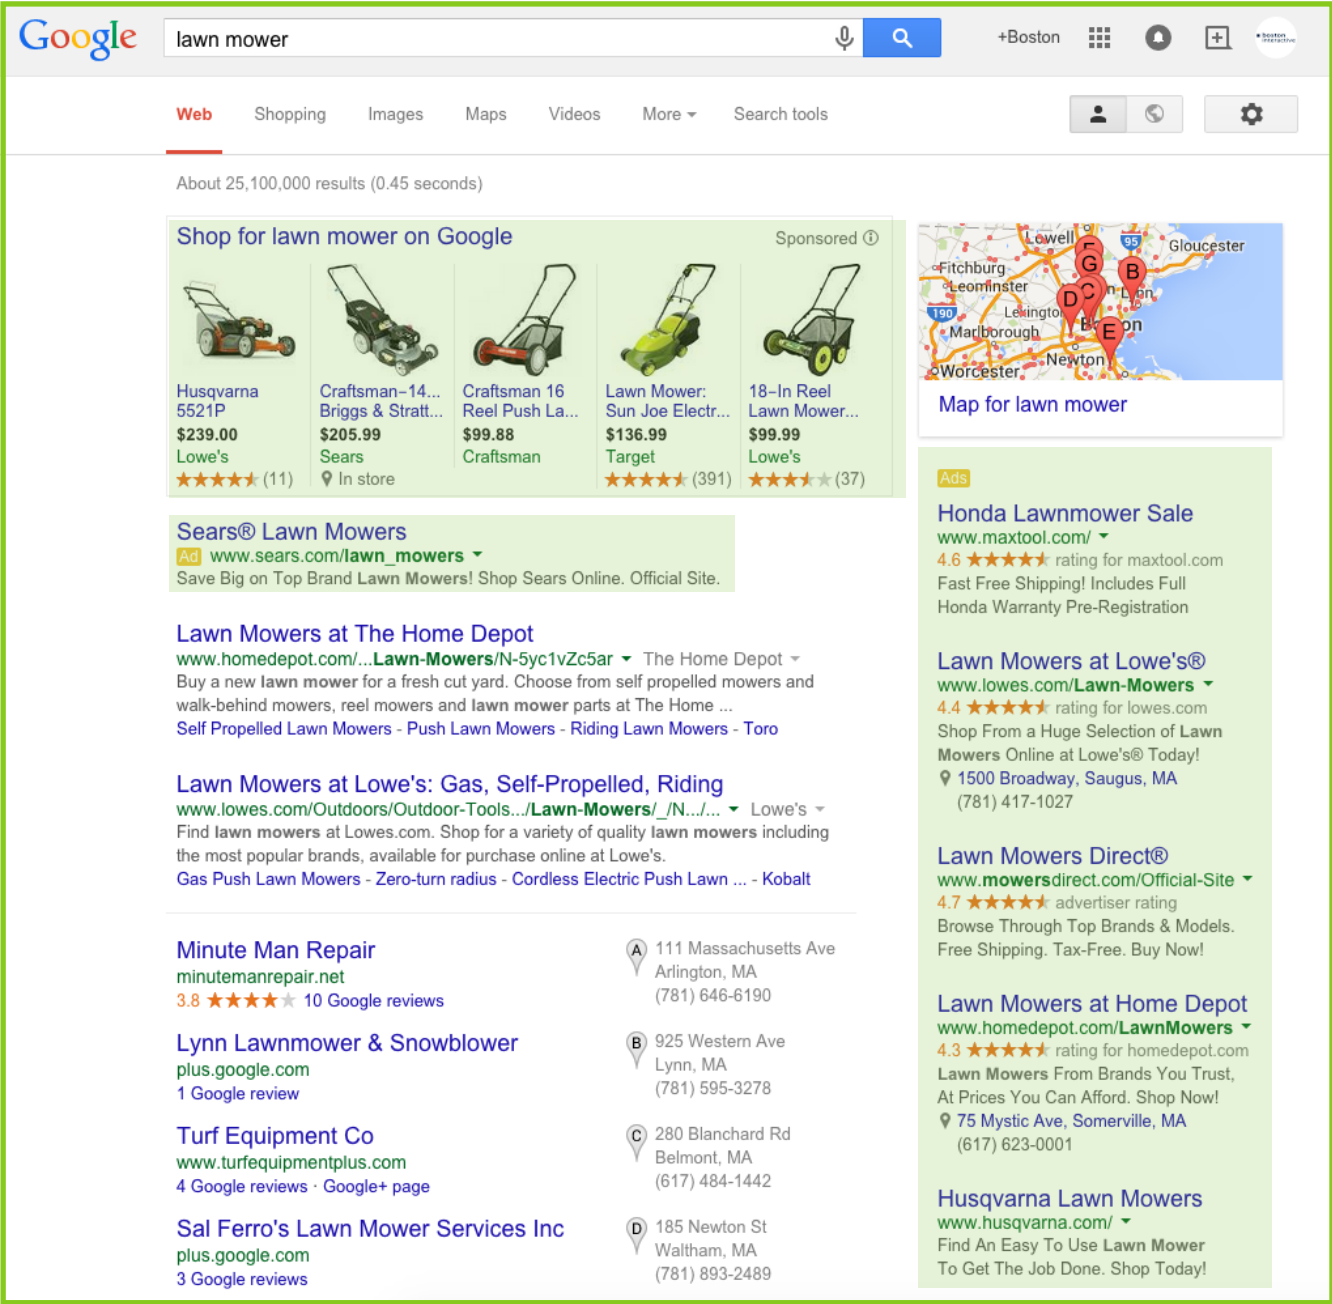 Google
lawn mower
+Boston
boston
interactive
Web Shopping Images Maps Videos More Search tools
About 25,100,000 results (0.45 seconds)
Shop for lawn mower on Google
Sponsored
Husqvarna
5521P
$239.00
Lowe's
(11)
Craftsman-14...
Briggs & Stratt...
$205.99
Sears
In store
Craftsman 16
Reel Push La...
$99.88
Craftsman
Lawn Mower:
Sun Joe Electr...
$136.99
Target
(391)
18-In Reel
Lawn Mower...
$99.99
Lowe's
(37)
Sears® Lawn Mowers
Ad www.sears.com/lawn_mowers
Save Big on Top Brand Lawn Mowers! Shop Sears Online. Official Site.
Lawn Mowers at The Home Depot
www.homedepot.com/...Lawn-Mowers/N-5yc1vZc5ar The Home Depot
Buy a new lawn mower for a fresh cut yard. Choose from self propelled mowers and
walk-behind mowers, reel mowers and lawn mower parts at The Home ...
Self Propelled Lawn Mowers - Push Lawn Mowers - Riding Lawn Mowers - Toro
Lawn Mowers at Lowe's: Gas, Self-Propelled, Riding
www.lowes.com/Outdoors/Outdoor-Tools.../Lawn-Mowers/_/N.../... Lowe's
Find lawn mowers at Lowes.com. Shop for a variety of quality lawn mowers including
the most popular brands, available for purchase online at Lowe's.
Gas Push Lawn Mowers - Zero-turn radius - Cordless Electric Push Lawn ... - Kobalt
Minute Man Repair
minutemanrepair.net
3.8 10 Google reviews
A 111 Massachusetts Ave
Arlington, MA
(781) 646-6190
Lynn Lawnmower & Snowblower
plus.google.com
1 Google review
B 925 Western Ave
Lynn, MA
(781) 595-3278
Turf Equipment Co
www.turfequipmentplus.com
4 Google reviews · Google+ page
C 280 Blanchard Rd
Belmont, MA
(617) 484-1442
Sal Ferro's Lawn Mower Services Inc
plus.google.com
3 Google reviews
D 185 Newton St
Waltham, MA
(781) 893-2489
Lowell
95
Gloucester
G
B
Fitchburg
Leominster
C
D
190
Marlborough
E
Newton
Worcester
Map for lawn mower
Ads
Honda Lawnmower Sale
www.maxtool.com/
4.6 rating for maxtool.com
Fast Free Shipping! Includes Full
Honda Warranty Pre-Registration
Lawn Mowers at Lowe's®
www.lowes.com/Lawn-Mowers
4.4 rating for lowes.com
Shop From a Huge Selection of Lawn
Mowers Online at Lowe's® Today!
1500 Broadway, Saugus, MA
(781) 417-1027
Lawn Mowers Direct®
www.mowersdirect.com/Official-Site
4.7 advertiser rating
Browse Through Top Brands & Models.
Free Shipping. Tax-Free. Buy Now!
Lawn Mowers at Home Depot
www.homedepot.com/LawnMowers
4.3 rating for homedepot.com
Lawn Mowers From Brands You Trust,
At Prices You Can Afford. Shop Now!
75 Mystic Ave, Somerville, MA
(617) 623-0001
Husqvarna Lawn Mowers
www.husqvarna.com/
Find An Easy To Use Lawn Mower
To Get The Job Done. Shop Today!